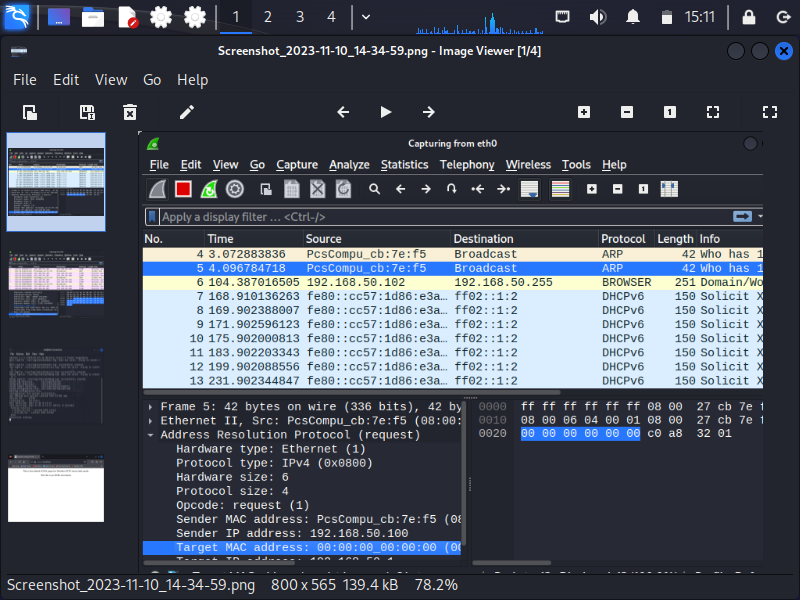 1 2 3 4 15:11
Screenshot_2023-11-10_14-34-59.png - Image Viewer [1/4]
File Edit View Go Help
Capturing from eth0
File Edit View Go Capture Analyze Statistics Telephony Wireless Tools Help
Apply a display filter ... <Ctrl-/>
No. Time Source Destination Protocol Length Info
4 3.072883836 PcsCompu_cb:7e:f5 Broadcast ARP 42 Who has 1
5 4.096784718 PcsCompu_cb:7e:f5 Broadcast ARP 42 Who has 1
6 104.387016505 192.168.50.102 192.168.50.255 BROWSER 251 Domain/Wo
7 168.910136263 fe80::cc57:1d86:e3a… ff02::1:2 DHCPv6 150 Solicit X
8 169.902388007 fe80::cc57:1d86:e3a… ff02::1:2 DHCPv6 150 Solicit X
9 171.902596123 fe80::cc57:1d86:e3a… ff02::1:2 DHCPv6 150 Solicit X
10 175.902000813 fe80::cc57:1d86:e3a… ff02::1:2 DHCPv6 150 Solicit X
11 183.902203343 fe80::cc57:1d86:e3a… ff02::1:2 DHCPv6 150 Solicit X
12 199.902088556 fe80::cc57:1d86:e3a… ff02::1:2 DHCPv6 150 Solicit X
13 231.902344847 fe80::cc57:1d86:e3a… ff02::1:2 DHCPv6 150 Solicit X
Frame 5: 42 bytes on wire (336 bits), 42 by
Ethernet II, Src: PcsCompu_cb:7e:f5 (08:00:
Address Resolution Protocol (request)
Hardware type: Ethernet (1)
Protocol type: IPv4 (0x0800)
Hardware size: 6
Protocol size: 4
Opcode: request (1)
Sender MAC address: PcsCompu_cb:7e:f5 (08
Sender IP address: 192.168.50.100
Target MAC address: 00:00:00_00:00:00 (00
Target IP address: 192.168.50.1
0000 ff ff ff ff ff ff 08 00 27 cb 7e f
0010 08 00 06 04 00 01 08 00 27 cb 7e f
0020 00 00 00 00 00 00 c0 a8 32 01
Screenshot_2023-11-10_14-34-59.png 800 x 565 139.4 kB 78.2%